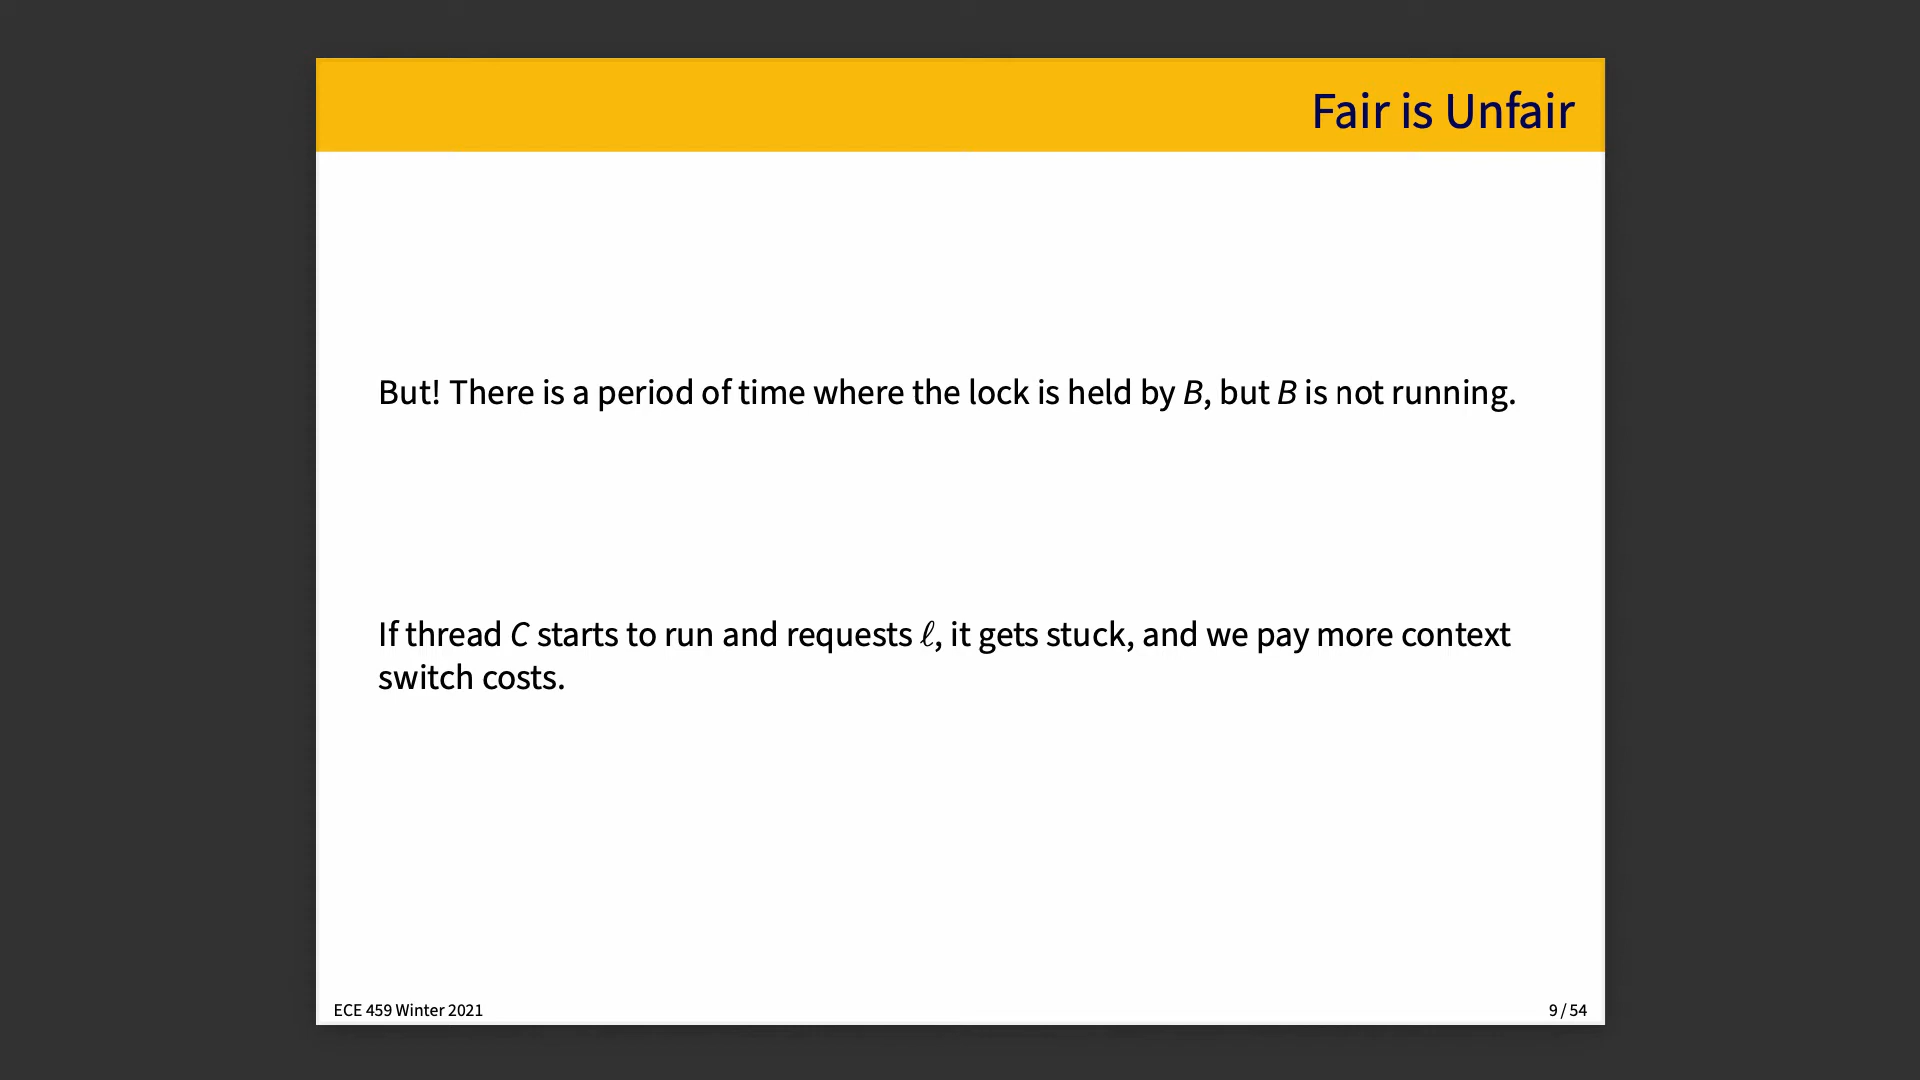 Fair is Unfair
But! There is a period of time where the lock is held by B, but B is not running.
If thread C starts to run and requests ℓ, it gets stuck, and we pay more context
switch costs.
ECE 459 Winter 2021
9 / 54